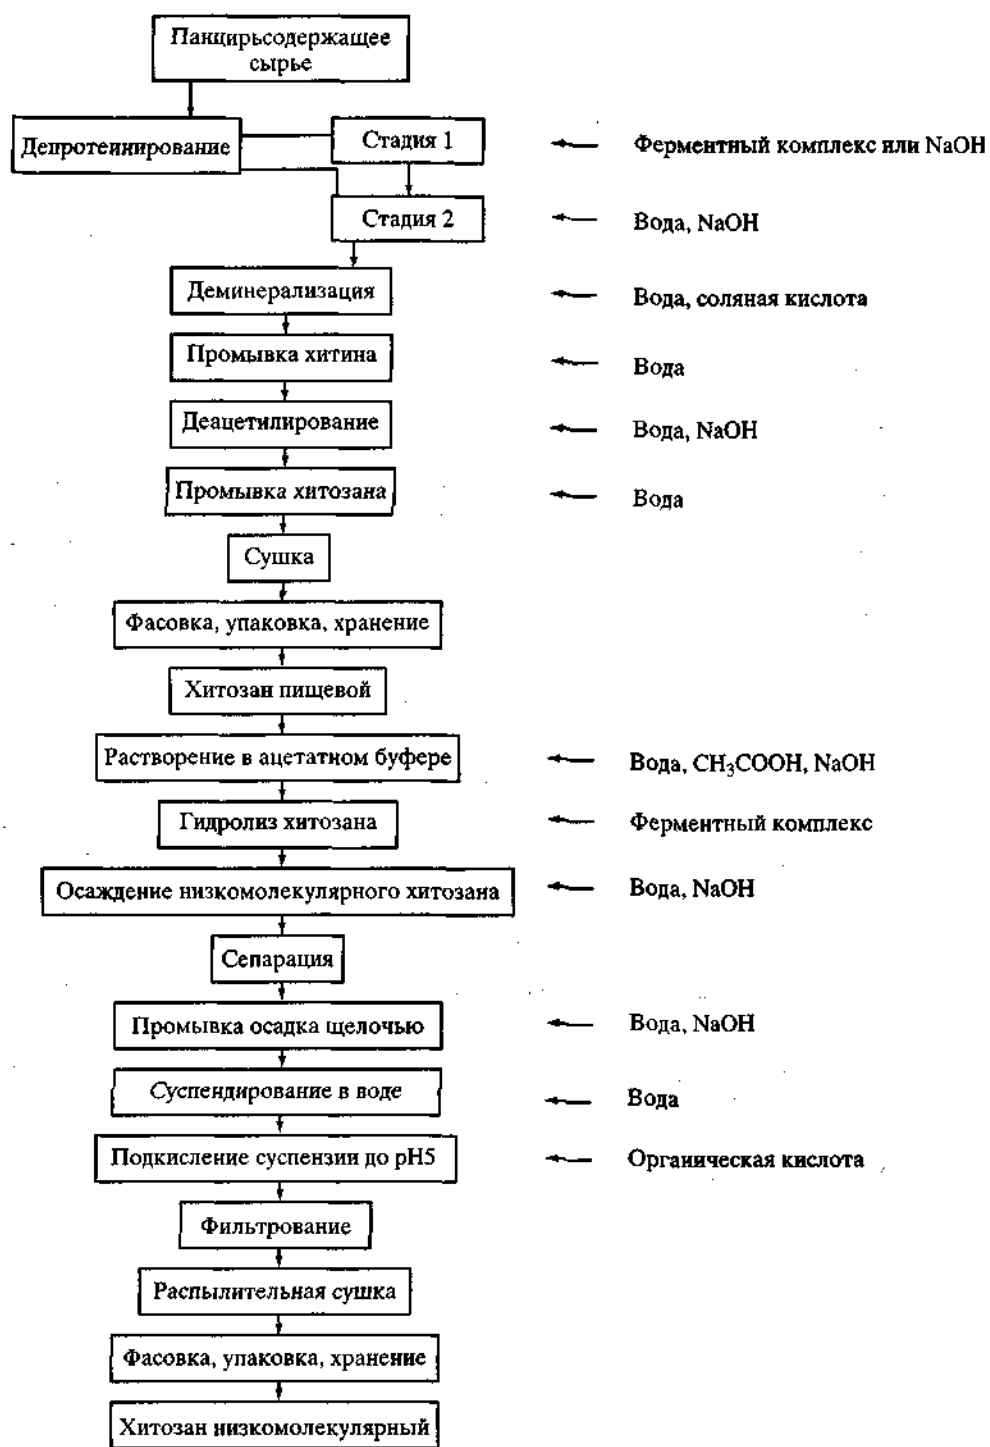 Панцирьсодержащее
сырье
Депротеинирование
Стадия 1
Ферментный комплекс или NaOH
Стадия 2
Вода, NaOH
Деминерализация
Вода, соляная кислота
Промывка хитина
Вода
Деацетилирование
Вода, NaOH
Промывка хитозана
Вода
Сушка
Фасовка, упаковка, хранение
Хитозан пищевой
Растворение в ацетатном буфере
Вода, CH₃COOH, NaOH
Гидролиз хитозана
Ферментный комплекс
Осаждение низкомолекулярного хитозана
Вода, NaOH
Сепарация
Промывка осадка щелочью
Вода, NaOH
Суспендирование в воде
Вода
Подкисление суспензии до pH5
Органическая кислота
Фильтрование
Распылительная сушка
Фасовка, упаковка, хранение
Хитозан низкомолекулярный